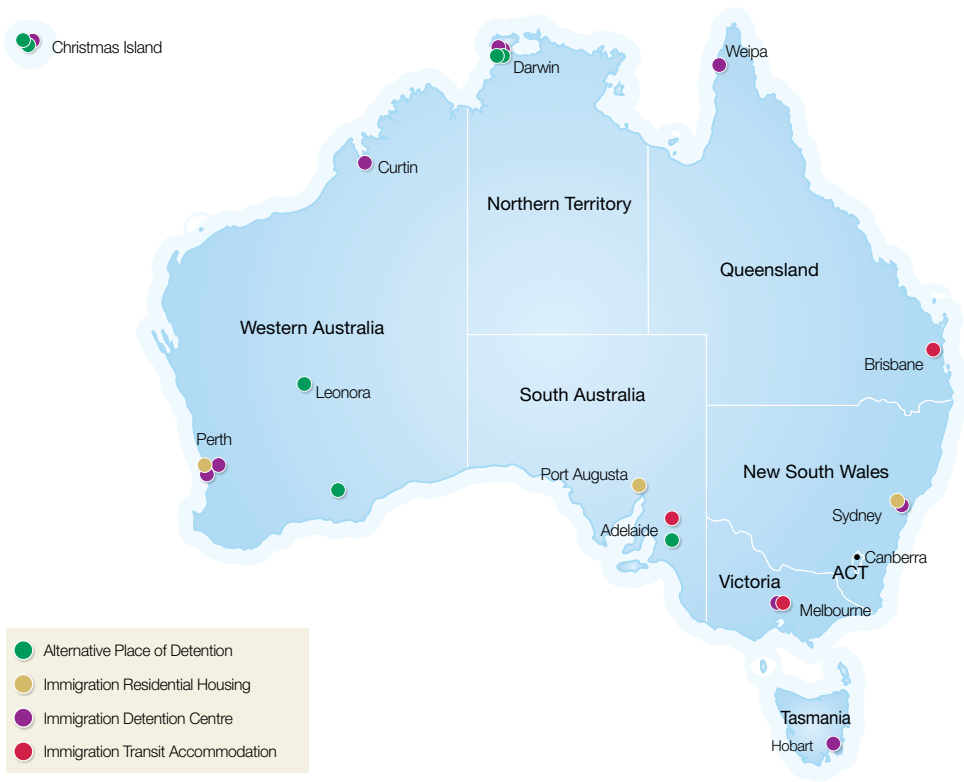 Christmas Island
Darwin
Weipa
Curtin
Northern Territory
Queensland
Western Australia
Brisbane
Leonora
South Australia
Perth
Port Augusta
New South Wales
Sydney
Adelaide
Canberra
ACT
Victoria
Melbourne
Alternative Place of Detention
Immigration Residential Housing
Immigration Detention Centre
Immigration Transit Accommodation
Tasmania
Hobart